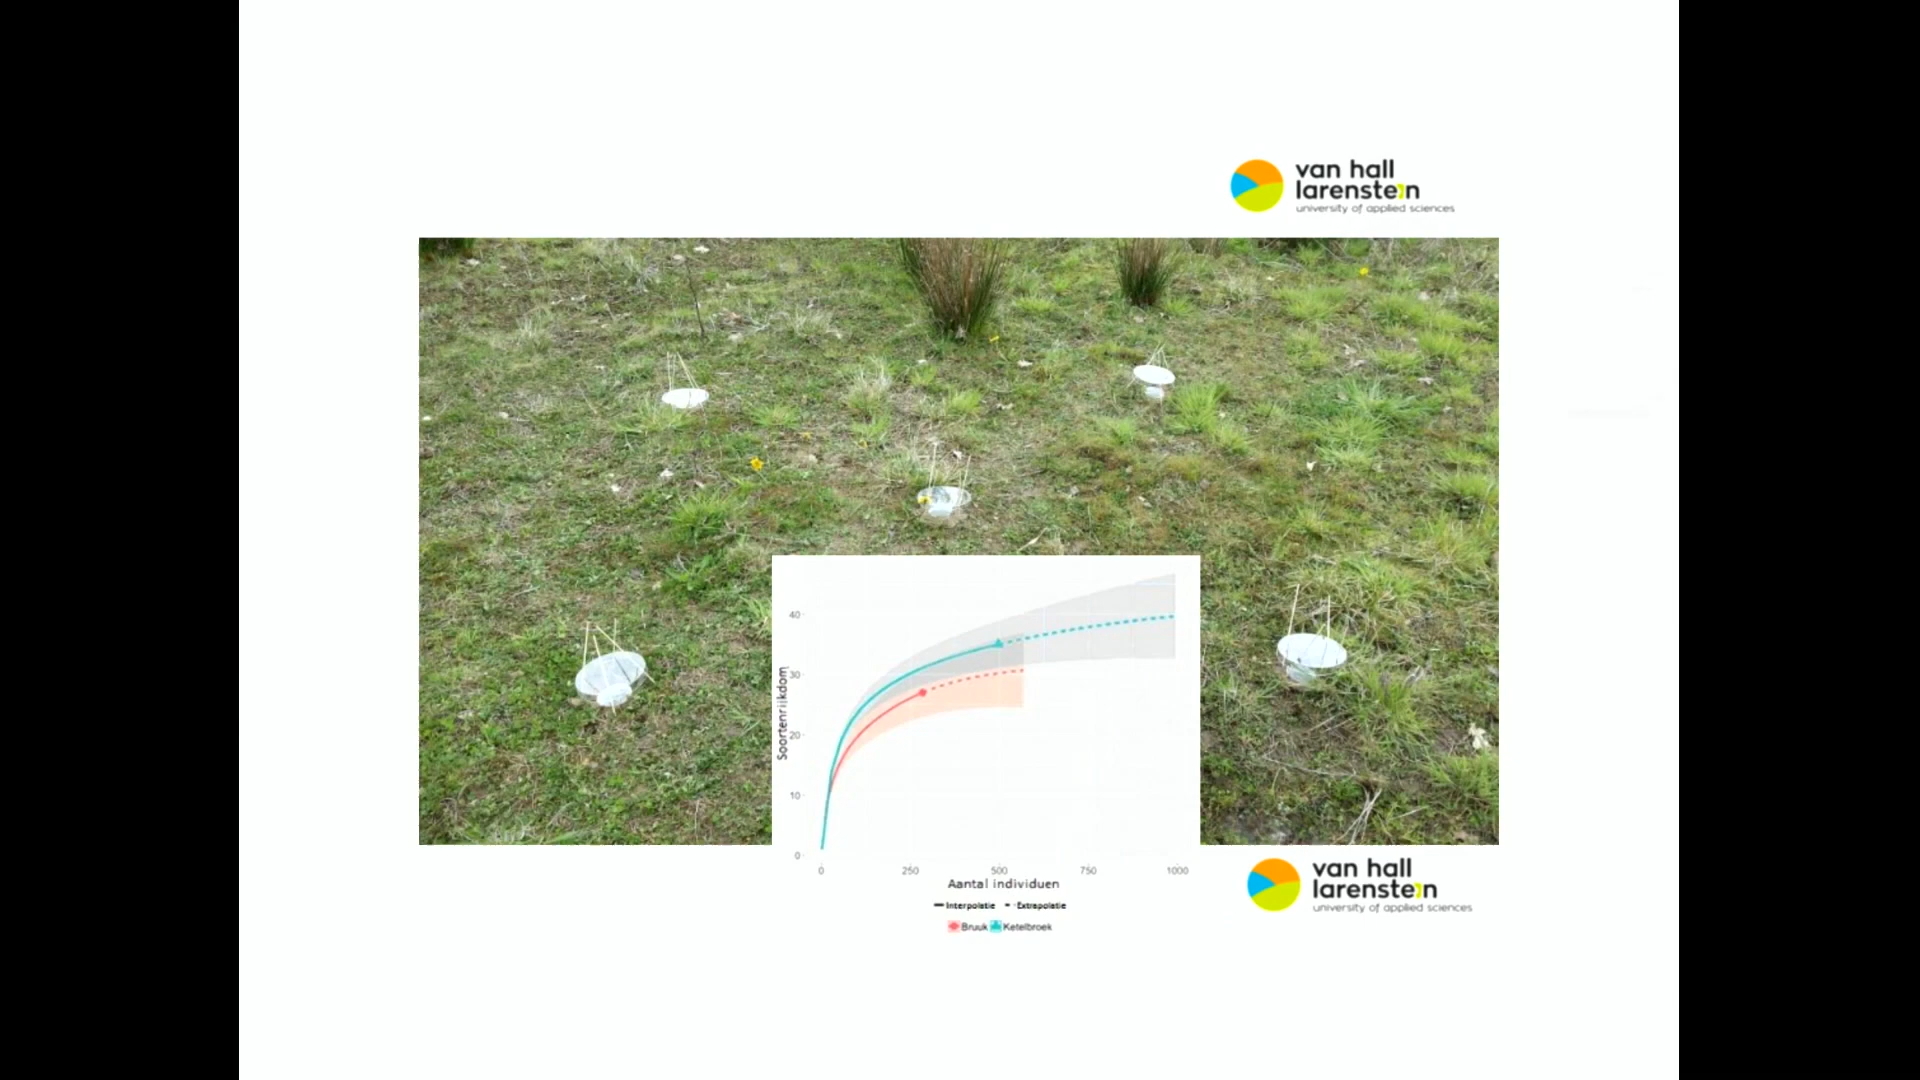 van hall
larenstein
university of applied sciences
Soortenrijkdom
40
30
20
10
0
0 250 500 750 1000
Aantal individuen
Interpolatie Extrapolatie
Bruuk Ketelbroek
van hall
larenstein
university of applied sciences